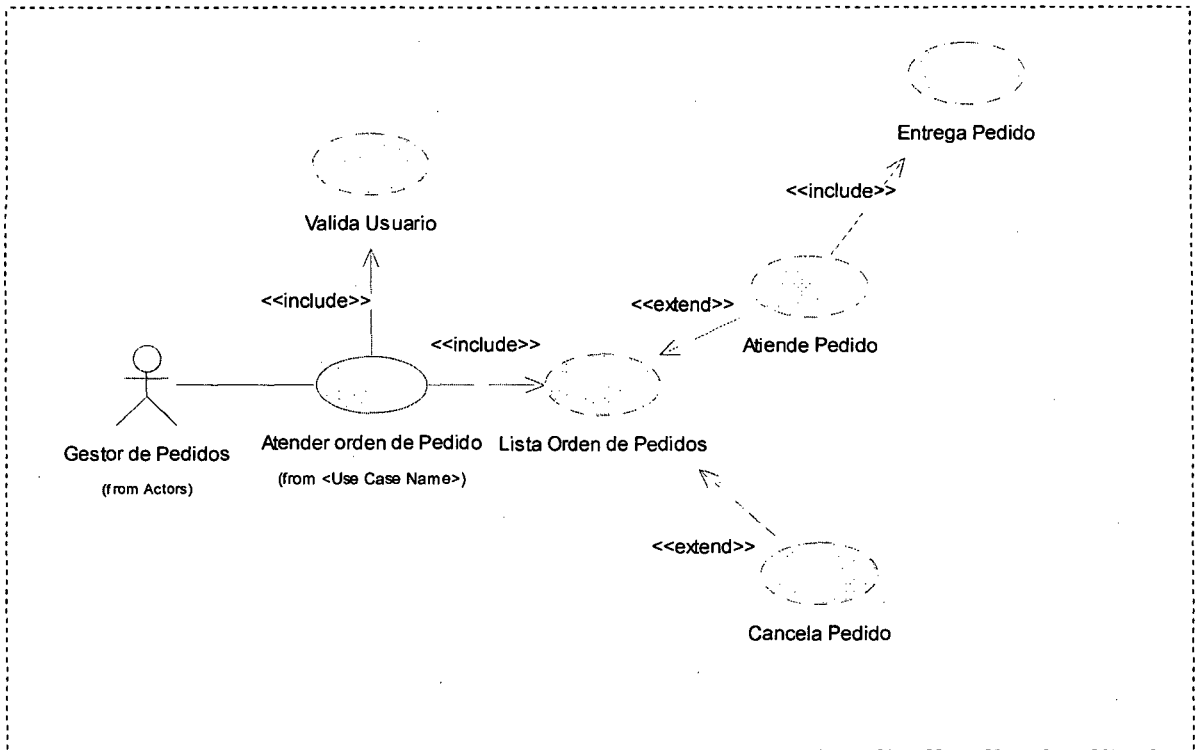 Entrega Pedido
<<include>>
Valida Usuario
<<include>>
<<extend>>
Atiende Pedido
<<include>>
Gestor de Pedidos
(from Actors)
Atender orden de Pedido
(from <Use Case Name>)
Lista Orden de Pedidos
<<extend>>
Cancela Pedido